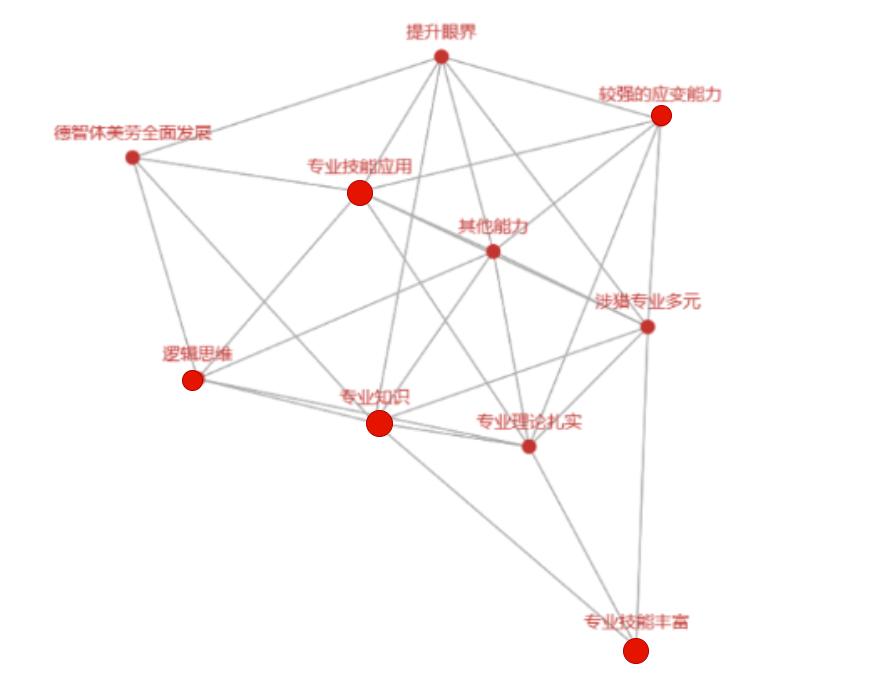 提升眼界
较强的应变能力
德智体美劳全面发展
专业技能应用
其他能力
涉猎专业多元
逻辑思维
专业知识
专业理论扎实
专业技能丰富